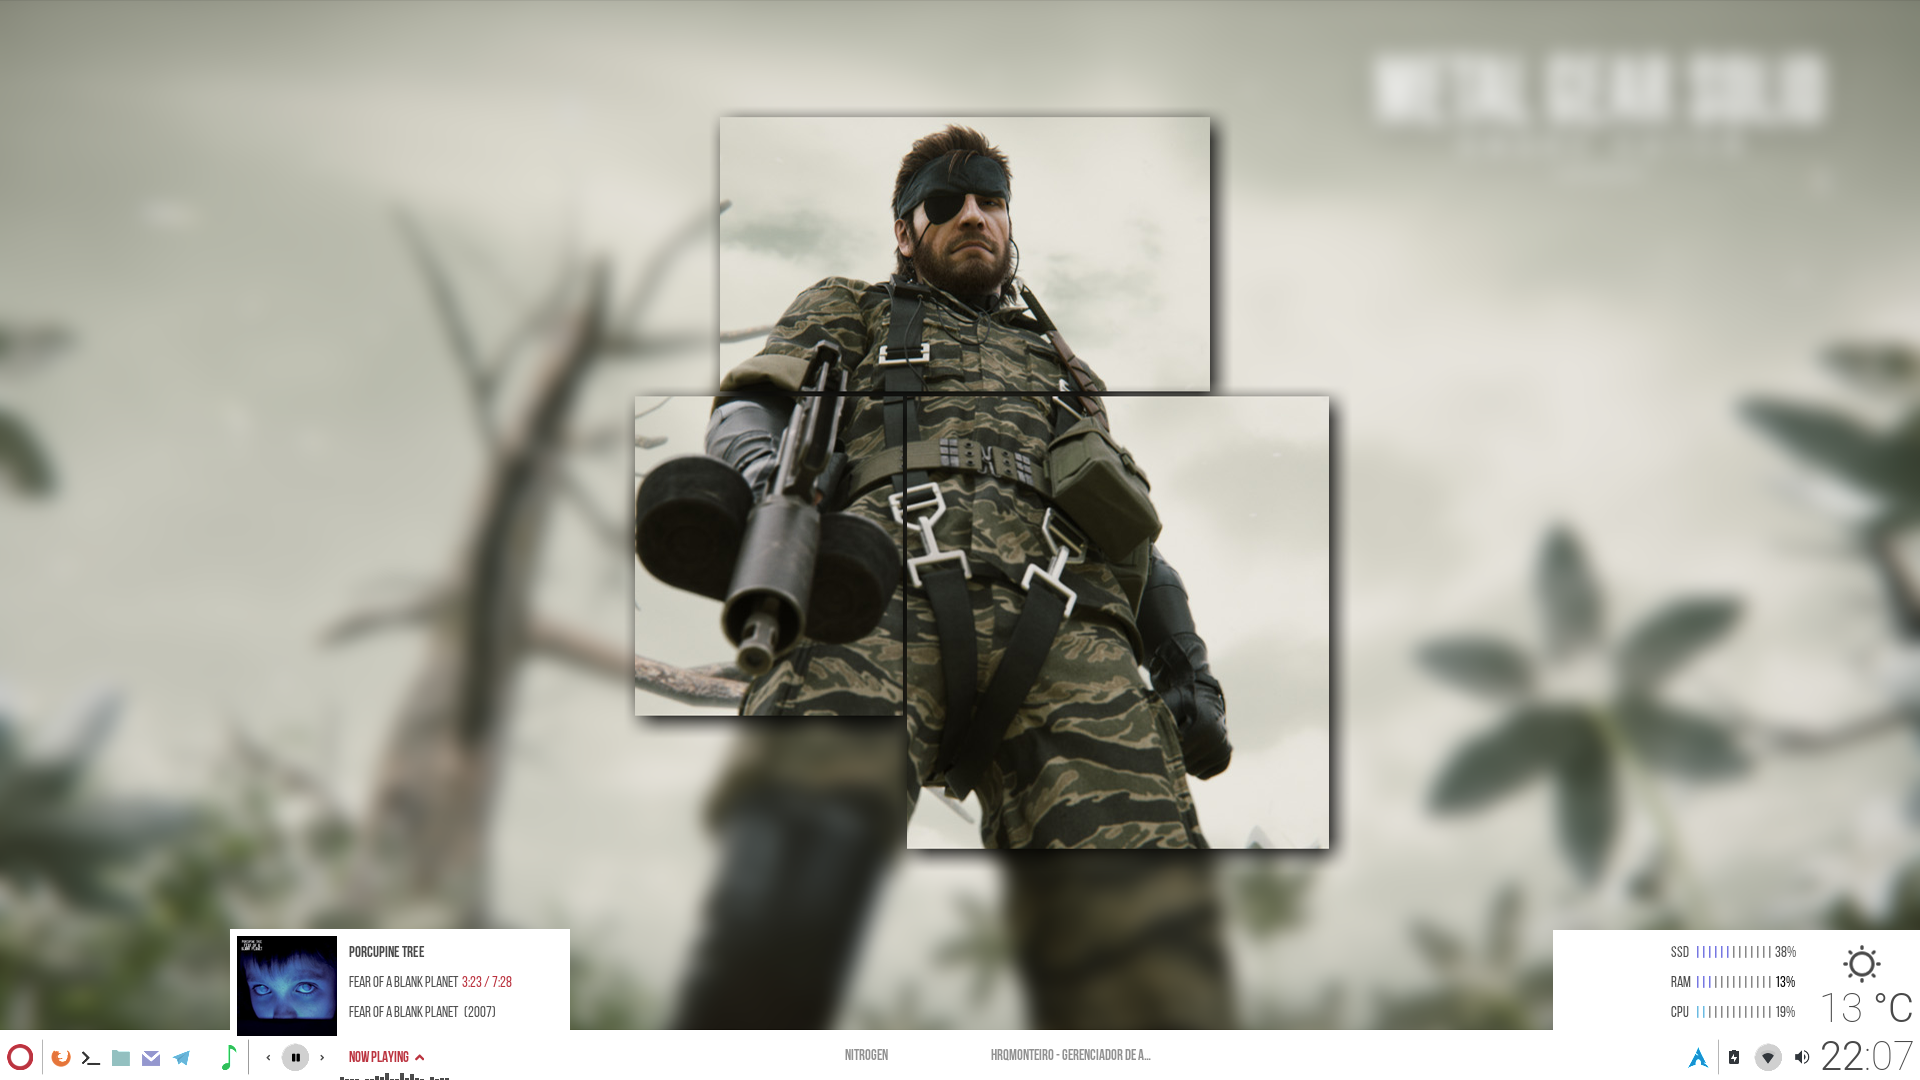 METAL GEAR SOLID
PORCUPINE TREE
FEAR OF A BLANK PLANET 3:23 / 7:28
FEAR OF A BLANK PLANET (2007)
SSD 38%
RAM 13%
CPU 19%
13 °C
NOW PLAYING
NITROGEN
HRQMONTEIRO - GERENCIADOR DE A...
22:07